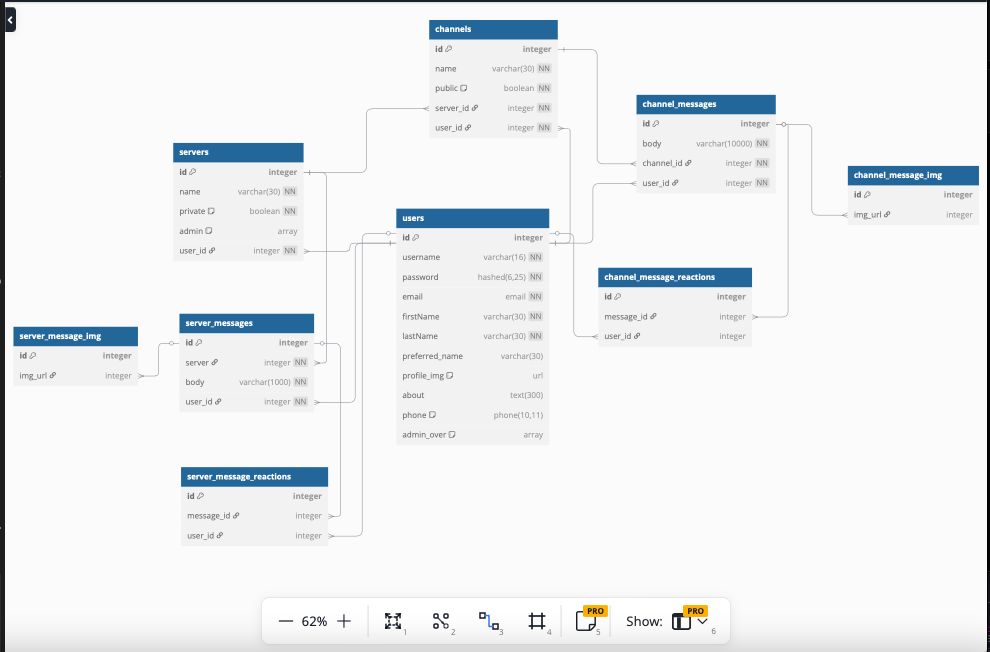 channels
id integer
name varchar(30) NN
public boolean NN
server_id integer NN
user_id integer NN
channel_messages
id integer
body varchar(10000) NN
channel_id integer NN
user_id integer NN
servers
id integer
name varchar(30) NN
private boolean NN
admin array
user_id integer NN
channel_message_img
id integer
img_url integer
users
id integer
username varchar(16) NN
password hashed(6,25) NN
email email NN
firstName varchar(30) NN
lastName varchar(30) NN
preferred_name varchar(30)
profile_img url
about text(300)
phone phone(10,11)
admin_over array
channel_message_reactions
id integer
message_id integer
user_id integer
server_message_img
id integer
img_url integer
server_messages
id integer
server integer NN
body varchar(1000) NN
user_id integer NN
server_message_reactions
id integer
message_id integer
user_id integer
62% 1 2 3 4 PRO 5 Show: PRO 6